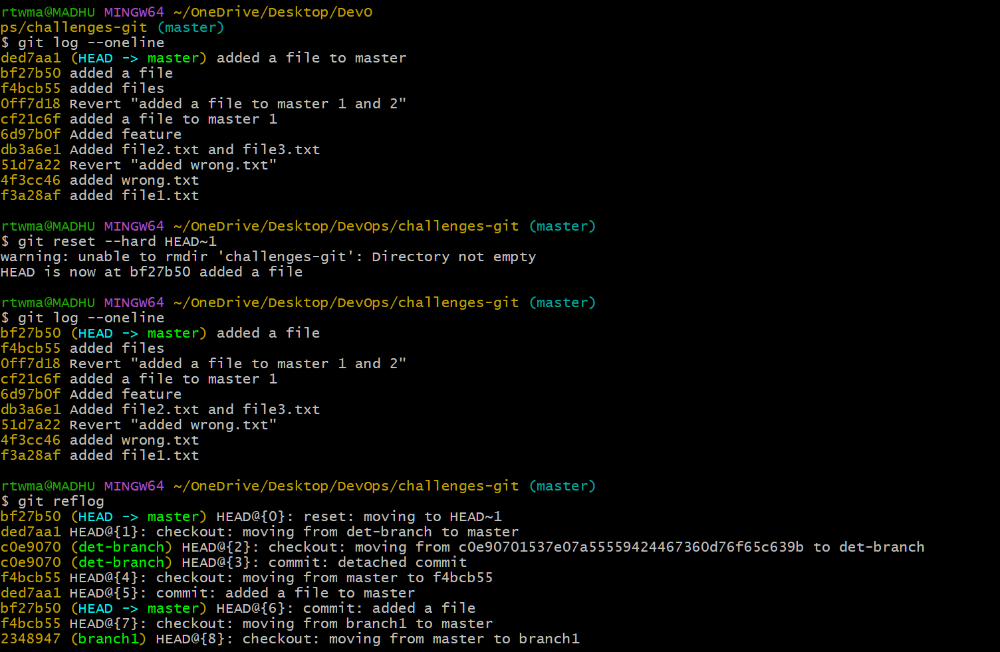 rtwma@MADHU MINGW64 ~/OneDrive/Desktop/DevO
ps/challenges-git (master)
$ git log --oneline
ded7aa1 (HEAD -> master) added a file to master
bf27b50 added a file
f4bcb55 added files
0ff7d18 Revert "added a file to master 1 and 2"
cf21c6f added a file to master 1
6d97b0f Added feature
db3a6e1 Added file2.txt and file3.txt
51d7a22 Revert "added wrong.txt"
4f3cc46 added wrong.txt
f3a28af added file1.txt
rtwma@MADHU MINGW64 ~/OneDrive/Desktop/DevOps/challenges-git (master)
$ git reset --hard HEAD~1
warning: unable to rmdir 'challenges-git': Directory not empty
HEAD is now at bf27b50 added a file
rtwma@MADHU MINGW64 ~/OneDrive/Desktop/DevOps/challenges-git (master)
$ git log --oneline
bf27b50 (HEAD -> master) added a file
f4bcb55 added files
0ff7d18 Revert "added a file to master 1 and 2"
cf21c6f added a file to master 1
6d97b0f Added feature
db3a6e1 Added file2.txt and file3.txt
51d7a22 Revert "added wrong.txt"
4f3cc46 added wrong.txt
f3a28af added file1.txt
rtwma@MADHU MINGW64 ~/OneDrive/Desktop/DevOps/challenges-git (master)
$ git reflog
bf27b50 (HEAD -> master) HEAD@{0}: reset: moving to HEAD~1
ded7aa1 HEAD@{1}: checkout: moving from det-branch to master
c0e9070 (det-branch) HEAD@{2}: checkout: moving from c0e90701537e07a55559424467360d76f65c639b to det-branch
c0e9070 (det-branch) HEAD@{3}: commit: detached commit
f4bcb55 HEAD@{4}: checkout: moving from master to f4bcb55
ded7aa1 HEAD@{5}: commit: added a file to master
bf27b50 (HEAD -> master) HEAD@{6}: commit: added a file
f4bcb55 HEAD@{7}: checkout: moving from branch1 to master
2348947 (branch1) HEAD@{8}: checkout: moving from master to branch1